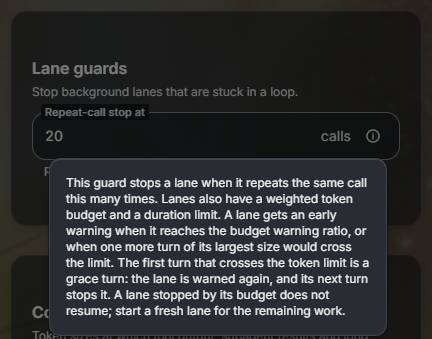 Lane guards
Stop background lanes that are stuck in a loop.
Repeat-call stop at
20 calls
This guard stops a lane when it repeats the same call
this many times. Lanes also have a weighted token
budget and a duration limit. A lane gets an early
warning when it reaches the budget warning ratio, or
when one more turn of its largest size would cross
the limit. The first turn that crosses the token limit is a
grace turn: the lane is warned again, and its next turn
stops it. A lane stopped by its budget does not
resume; start a fresh lane for the remaining work.